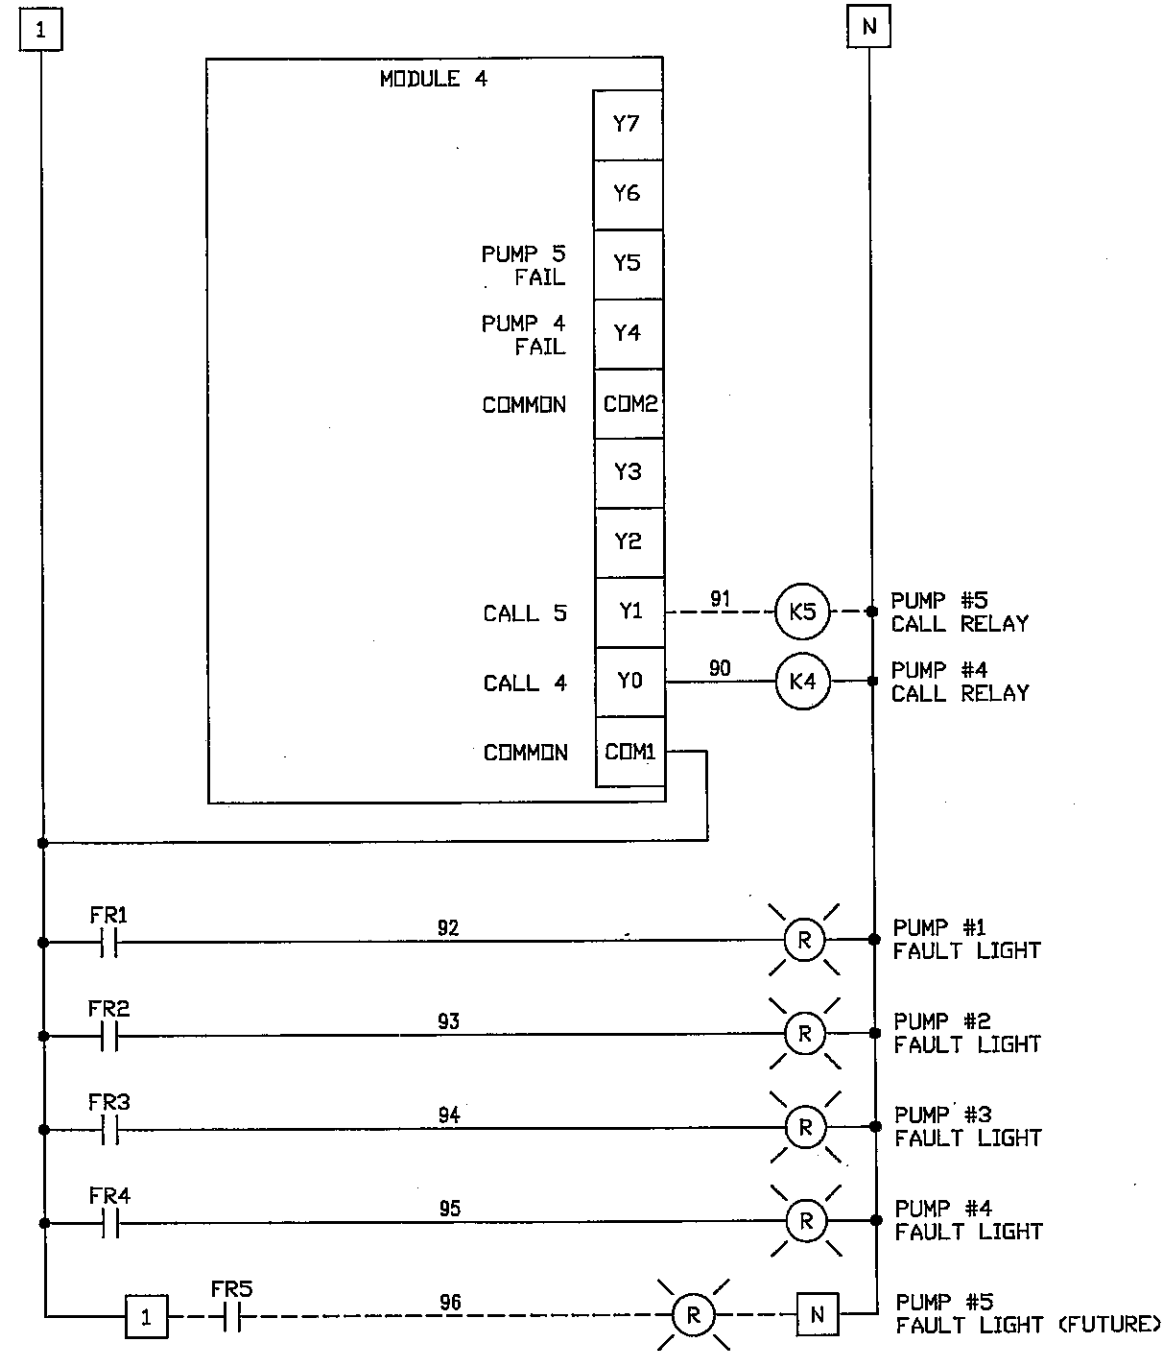 1
N
MODULE 4
Y7
Y6
PUMP 5
FAIL
Y5
PUMP 4
FAIL
Y4
COMMON
COM2
Y3
Y2
CALL 5
Y1
91
K5
PUMP #5
CALL RELAY
CALL 4
Y0
90
K4
PUMP #4
CALL RELAY
COMMON
COM1
FR1
92
R
PUMP #1
FAULT LIGHT
FR2
93
R
PUMP #2
FAULT LIGHT
FR3
94
R
PUMP #3
FAULT LIGHT
FR4
95
R
PUMP #4
FAULT LIGHT
1
FR5
96
R
N
PUMP #5
FAULT LIGHT (FUTURE)